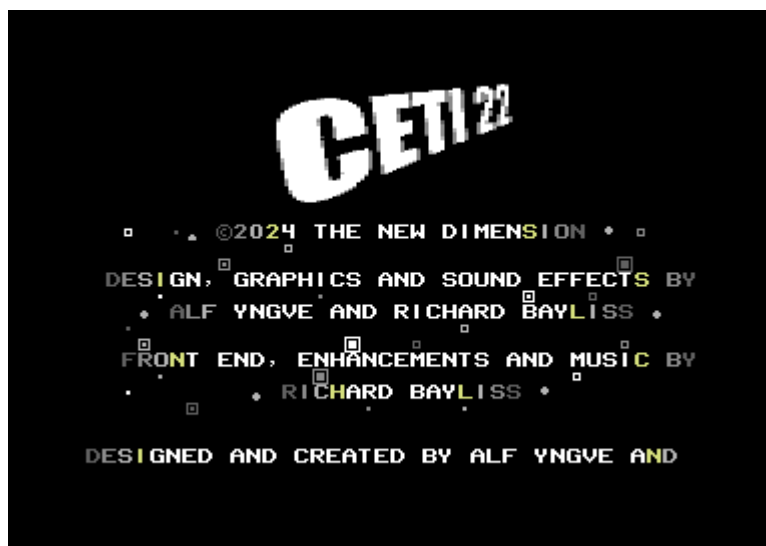 CETI 22
©2024 THE NEW DIMENSION
DESIGN, GRAPHICS AND SOUND EFFECTS BY
ALF YNGVE AND RICHARD BAYLISS
FRONT END, ENHANCEMENTS AND MUSIC BY
RICHARD BAYLISS
DESIGNED AND CREATED BY ALF YNGVE AND